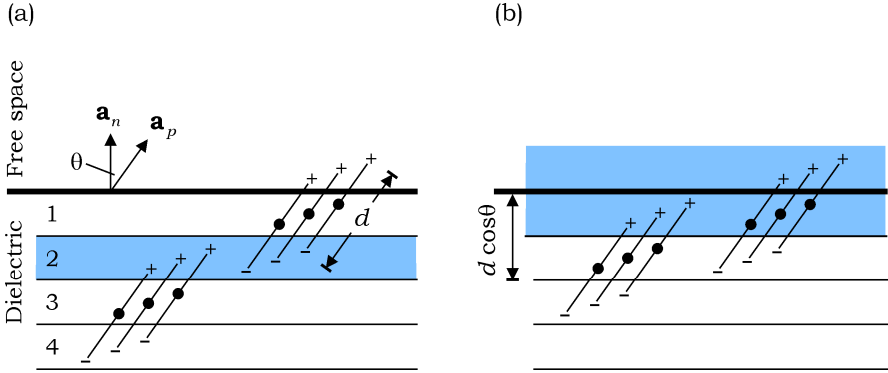 (a)
Free space
a_n
a_p
θ
+ + +
d
Dielectric
1
2
3
4
− − −
+ + +
− − −
(b)
+ + +
d cosθ
− − −
+ + +
− − −